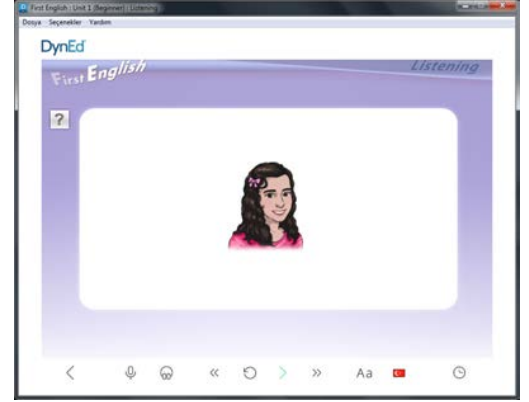 First English : Unit 1 (Beginner) : Listening
Dosya Seçenekler Yardım
DynEd
First English
Listening
?
Aa